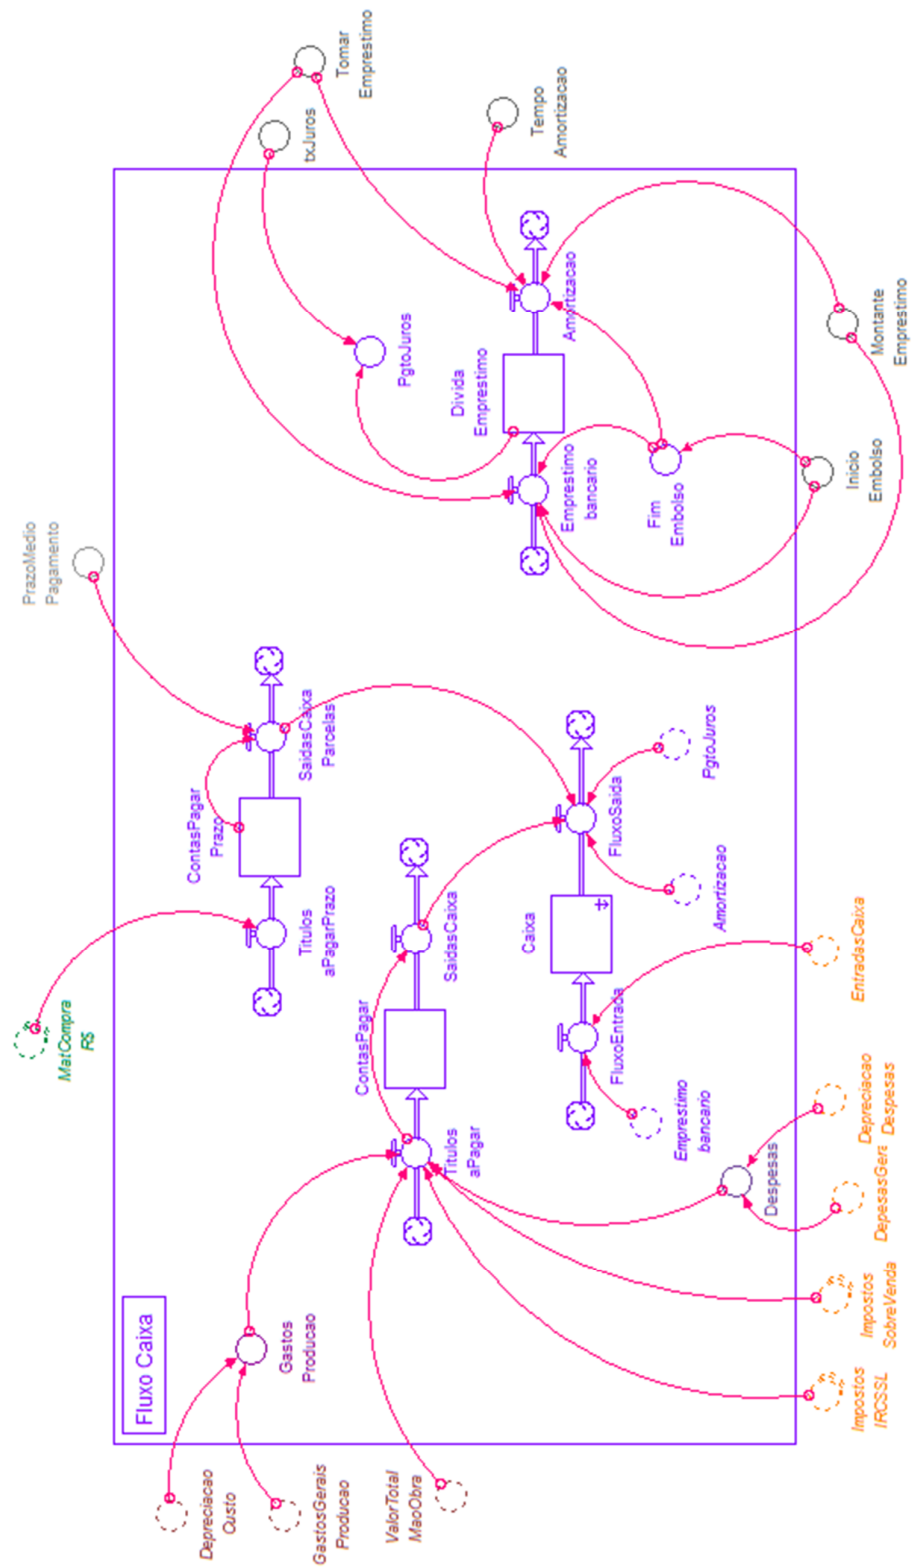 Fluxo Caixa
MatCompra
R$
PrazoMedio
Pagamento
Tomar
Emprestimo
txJuros
Tempo
Amortizacao
Depreciacao
Custo
GastosGerais
Producao
ValorTotal
MaoObra
Gastos
Producao
Titulos
aPagarPrazo
ContasPagar
Prazo
SaidasCaixa
Parcelas
PgtoJuros
Titulos
aPagar
ContasPagar
SaidasCaixa
Emprestimo
bancario
Divida
Emprestimo
Amortizacao
FluxoEntrada
Caixa
FluxoSaida
Fim
Embolso
Emprestimo
bancario
Amortizacao
PgtoJuros
Despesas
Impostos
IRCSSL
Impostos
SobreVenda
DepesasGera
Depreciacao
Despesas
EntradasCaixa
Inicio
Embolso
Montante
Emprestimo